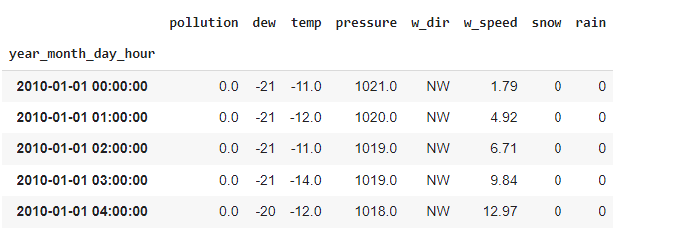 pollution dew temp pressure w_dir w_speed snow rain
year_month_day_hour
2010-01-01 00:00:00 0.0 -21 -11.0 1021.0 NW 1.79 0 0
2010-01-01 01:00:00 0.0 -21 -12.0 1020.0 NW 4.92 0 0
2010-01-01 02:00:00 0.0 -21 -11.0 1019.0 NW 6.71 0 0
2010-01-01 03:00:00 0.0 -21 -14.0 1019.0 NW 9.84 0 0
2010-01-01 04:00:00 0.0 -20 -12.0 1018.0 NW 12.97 0 0